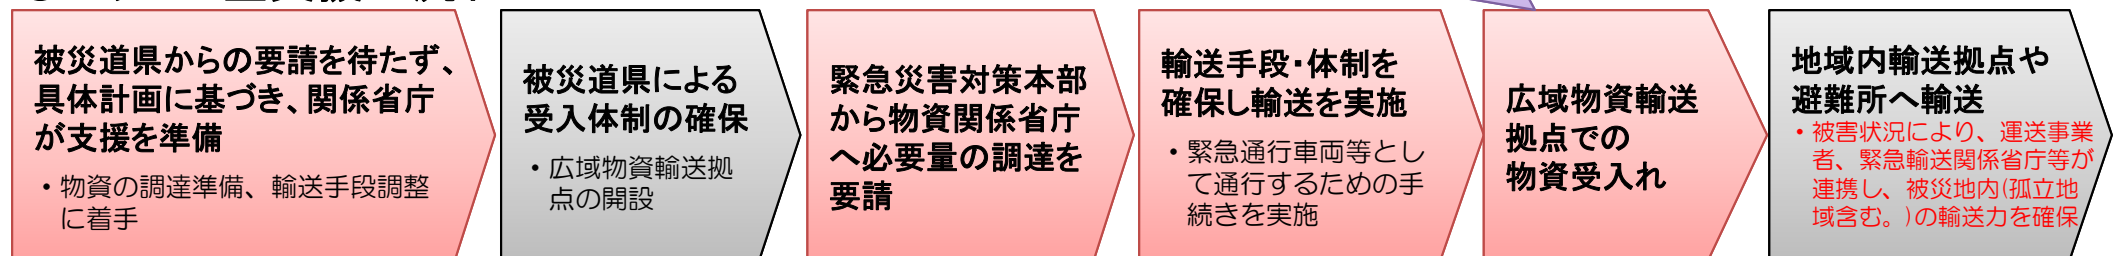 被災道県からの要請を待たず、
具体計画に基づき、関係省庁
が支援を準備
・物資の調達準備、輸送手段調整
に着手
被災道県による
受入体制の確保
・広域物資輸送拠
点の開設
緊急災害対策本部
から物資関係省庁
へ必要量の調達を
要請
輸送手段・体制を
確保し輸送を実施
・緊急通行車両等とし
て通行するための手
続きを実施
広域物資輸送
拠点での
物資受入れ
地域内輸送拠点や
避難所へ輸送
・被害状況により、運送事業
者、緊急輸送関係省庁等が
連携し、被災地内(孤立地
域含む。)の輸送力を確保